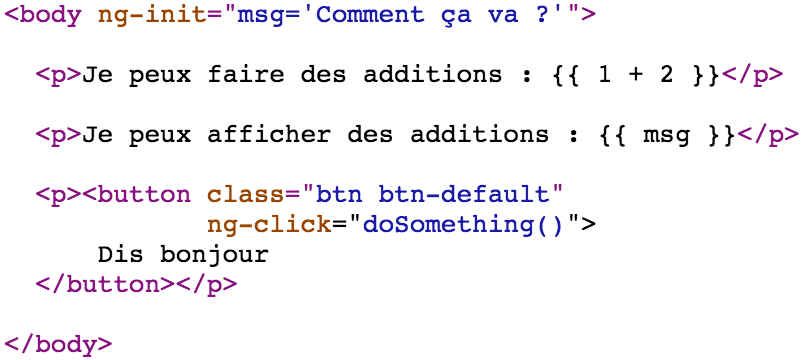 <body ng-init="msg='Comment ça va ?'">
<p>Je peux faire des additions : {{ 1 + 2 }}</p>
<p>Je peux afficher des additions : {{ msg }}</p>
<p><button class="btn btn-default"
ng-click="doSomething()">
Dis bonjour
</button></p>
</body>